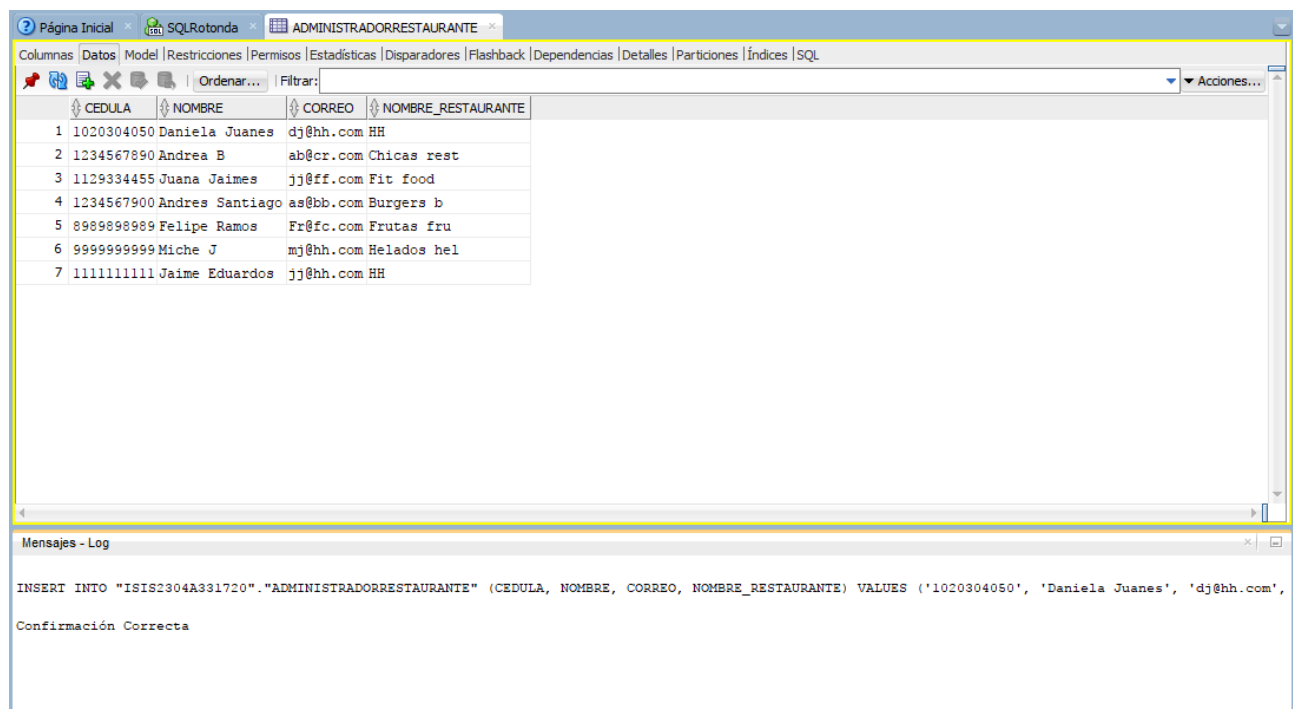 Página Inicial SQLRotonda ADMINISTRADORRESTAURANTE
Columnas Datos Model Restricciones Permisos Estadísticas Disparadores Flashback Dependencias Detalles Particiones Índices SQL
Ordenar... Filtrar: Acciones...
CEDULA NOMBRE CORREO NOMBRE_RESTAURANTE
1 1020304050 Daniela Juanes dj@hh.com HH
2 1234567890 Andrea B ab@cr.com Chicas rest
3 1129334455 Juana Jaimes jj@ff.com Fit food
4 1234567900 Andres Santiago as@bb.com Burgers b
5 8989898989 Felipe Ramos Fr@fc.com Frutas fru
6 9999999999 Miche J mj@hh.com Helados hel
7 1111111111 Jaime Eduardos jj@hh.com HH
Mensajes - Log
INSERT INTO "ISIS2304A331720"."ADMINISTRADORRESTAURANTE" (CEDULA, NOMBRE, CORREO, NOMBRE_RESTAURANTE) VALUES ('1020304050', 'Daniela Juanes', 'dj@hh.com',
Confirmación Correcta